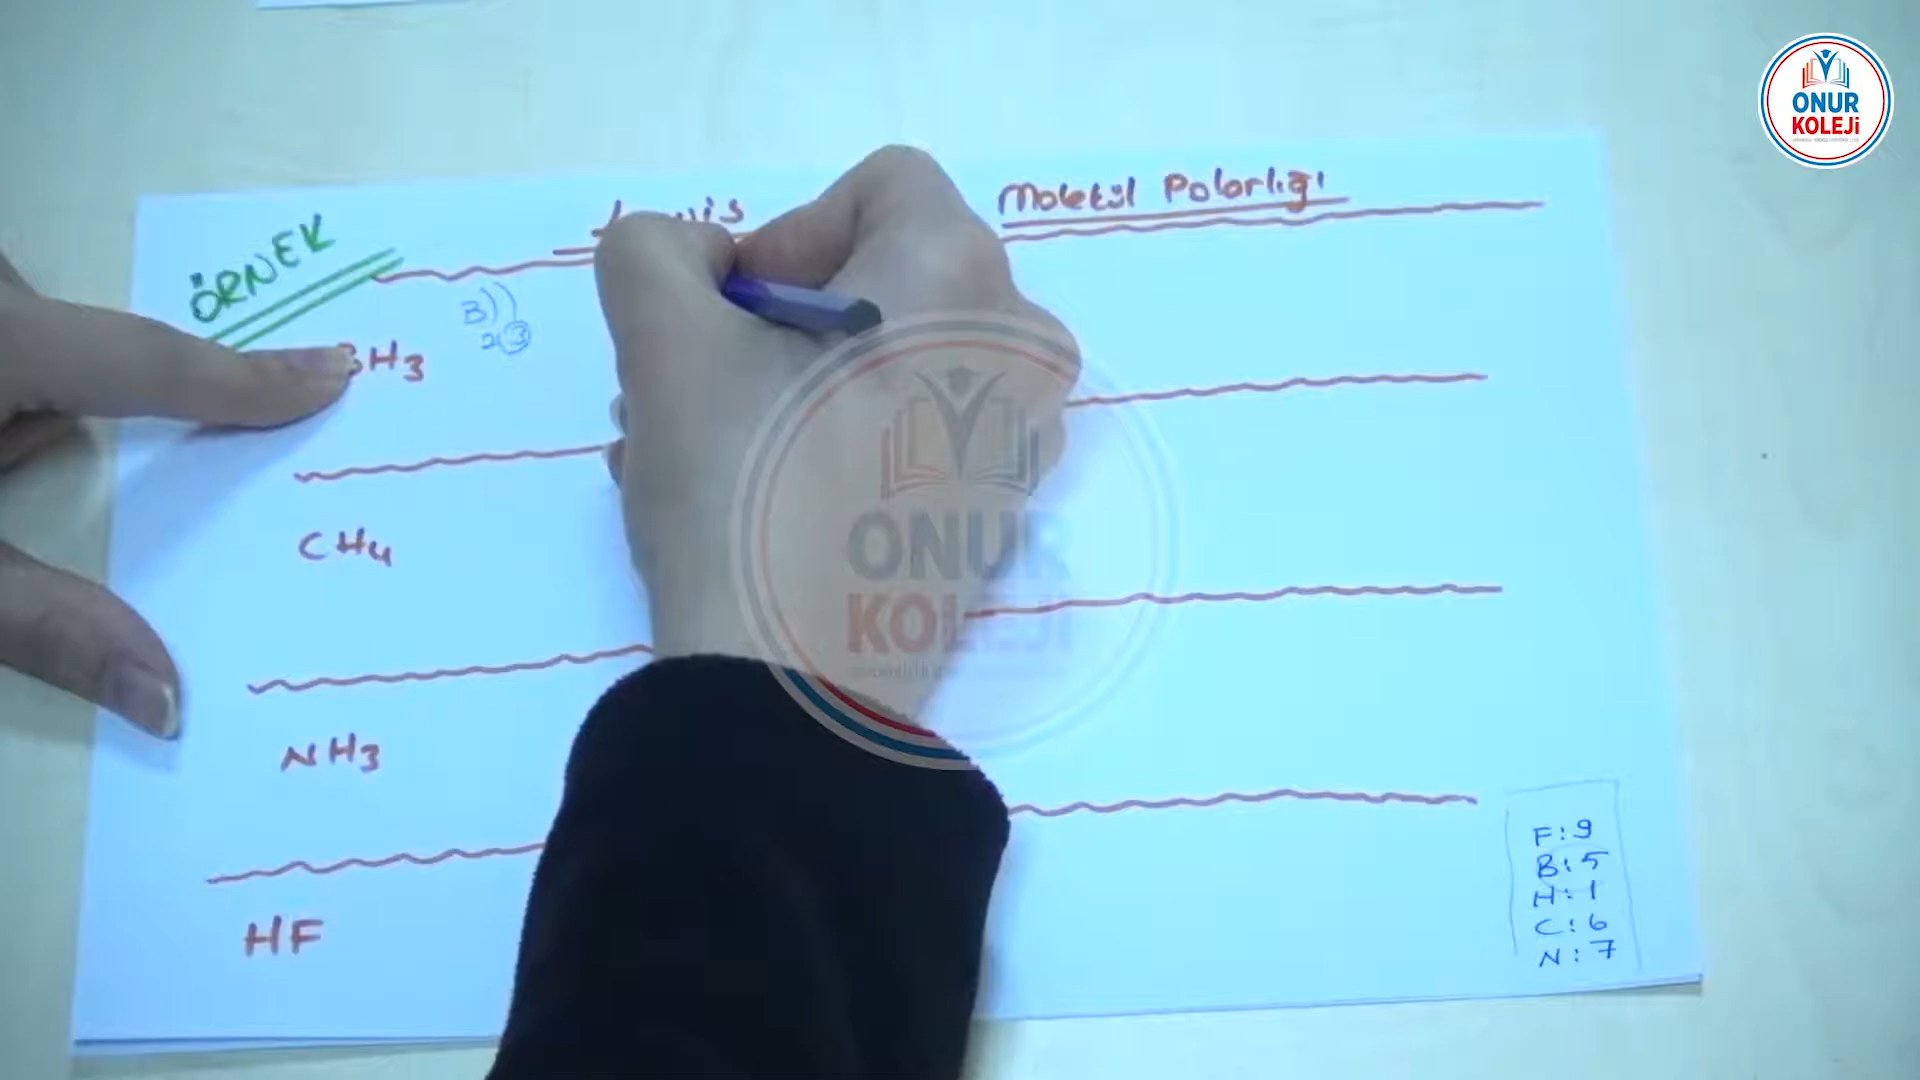 ONUR
KOLEJİ
Molekül Polarlığı
ÖRNEK
B))
2 3
BH3
CH4
NH3
HF
ONUR
KOLEJİ
F:9
B:5
H:1
C:6
N:7